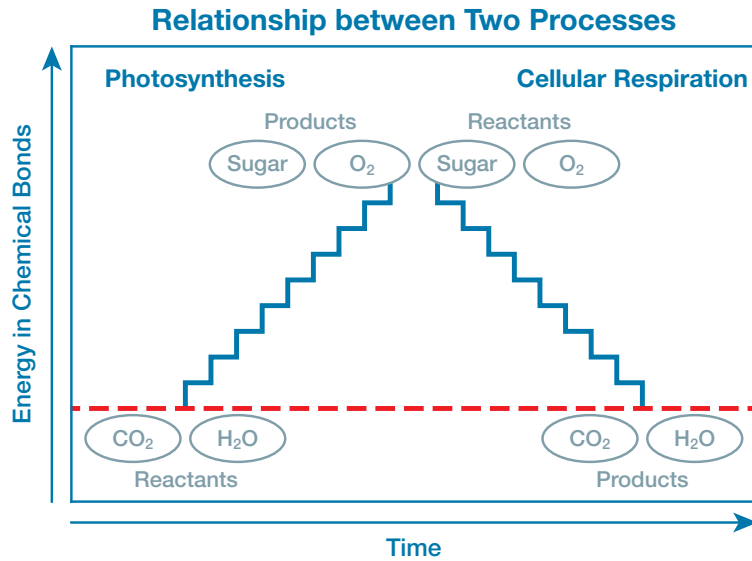 Relationship between Two Processes
Photosynthesis
Cellular Respiration
Products
Reactants
Sugar
O₂
Sugar
O₂
Energy in Chemical Bonds
CO₂
H₂O
CO₂
H₂O
Reactants
Products
Time